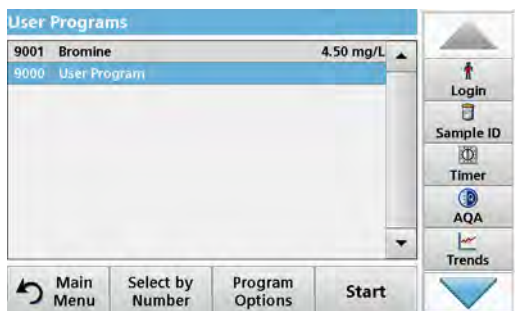 User Programs
9001 Bromine 4.50 mg/L
9000 User Program
Login
Sample ID
Timer
AQA
Trends
Main Menu
Select by Number
Program Options
Start